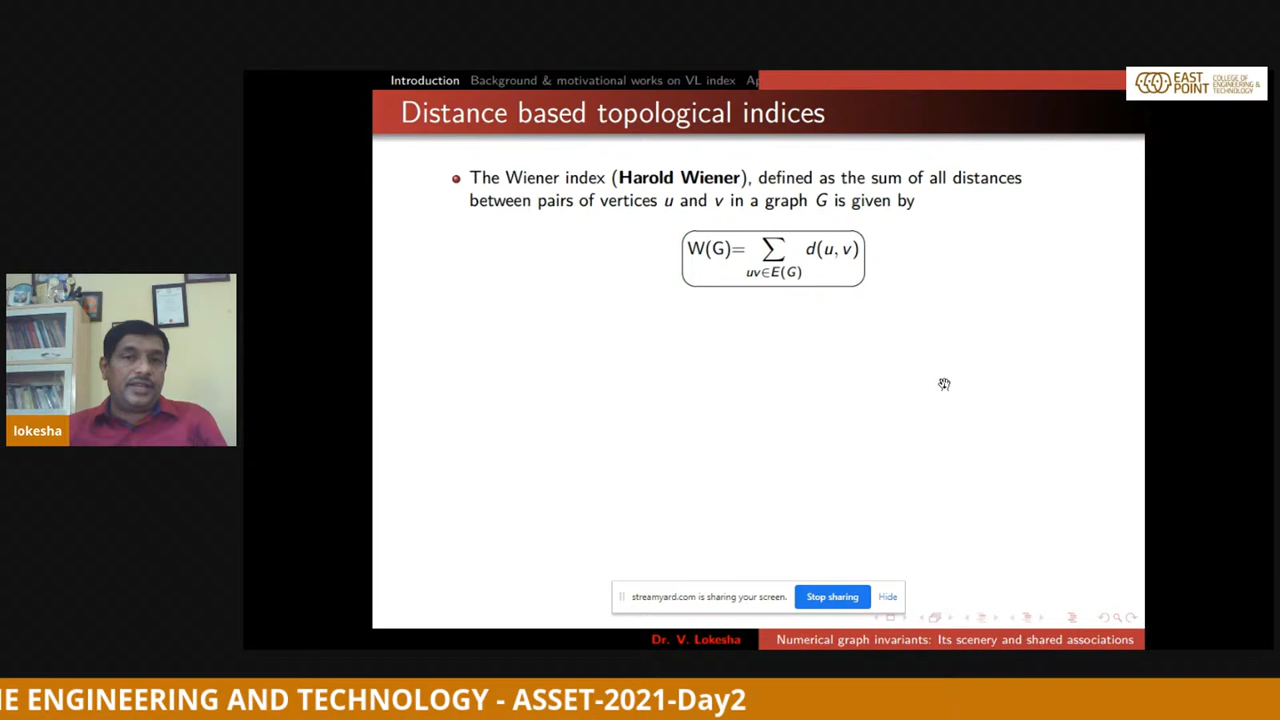 Introduction Background & motivational works on VL index
EAST POINT
COLLEGE OF ENGINEERING & TECHNOLOGY
Distance based topological indices
The Wiener index (Harold Wiener), defined as the sum of all distances
between pairs of vertices u and v in a graph G is given by
W(G)= ∑ d(u, v)
uv∈E(G)
lokesha
streamyard.com is sharing your screen. Stop sharing Hide
Dr. V. Lokesha Numerical graph invariants: Its scenery and shared associations
ENGINEERING AND TECHNOLOGY - ASSET-2021-Day2